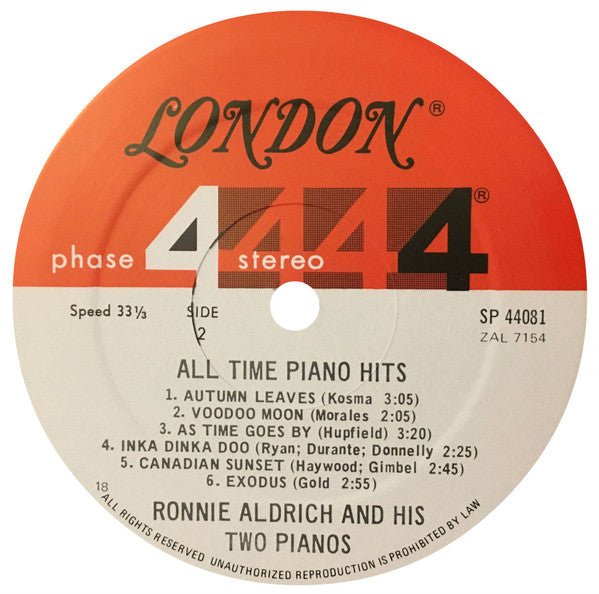 LONDON®
phase 4 stereo 4 4 4®
Speed 33⅓ SIDE 2
SP 44081
ZAL 7154
ALL TIME PIANO HITS
1. AUTUMN LEAVES (Kosma 3:05)
2. VOODOO MOON (Morales 2:05)
3. AS TIME GOES BY (Hupfield) 3:20)
4. INKA DINKA DOO (Ryan; Durante; Donnelly 2:25)
5. CANADIAN SUNSET (Haywood; Gimbel 2:45)
6. EXODUS (Gold 2:55)
18
RONNIE ALDRICH AND HIS
TWO PIANOS
ALL RIGHTS RESERVED UNAUTHORIZED REPRODUCTION IS PROHIBITED BY LAW